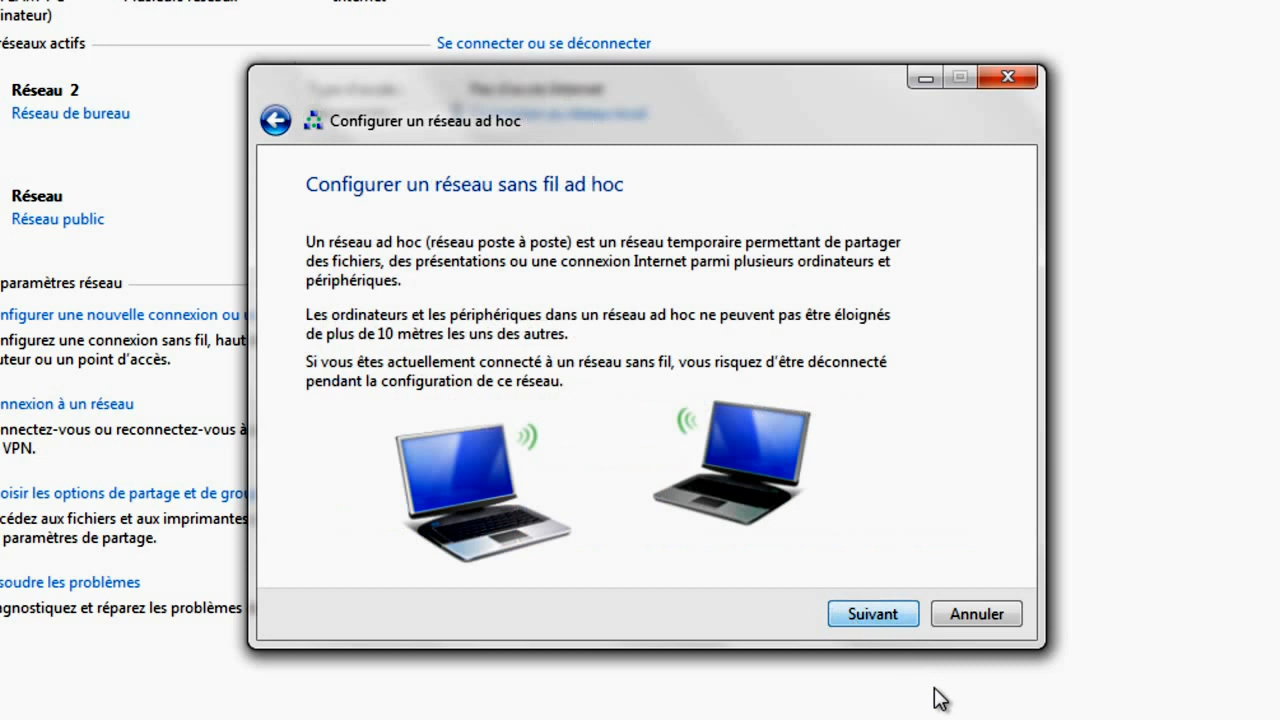 inateur)
réseaux actifs
Se connecter ou se déconnecter
Réseau 2
Réseau de bureau
Réseau
Réseau public
paramètres réseau
nfigurer une nouvelle connexion ou u
nfigurez une connexion sans fil, haut
uteur ou un point d'accès.
nnexion à un réseau
nnectez-vous ou reconnectez-vous à
VPN.
oisir les options de partage et de grou
cédez aux fichiers et aux imprimantes
paramètres de partage.
soudre les problèmes
agnostiquez et réparez les problèmes
Configurer un réseau ad hoc
Configurer un réseau sans fil ad hoc
Un réseau ad hoc (réseau poste à poste) est un réseau temporaire permettant de partager
des fichiers, des présentations ou une connexion Internet parmi plusieurs ordinateurs et
périphériques.
Les ordinateurs et les périphériques dans un réseau ad hoc ne peuvent pas être éloignés
de plus de 10 mètres les uns des autres.
Si vous êtes actuellement connecté à un réseau sans fil, vous risquez d'être déconnecté
pendant la configuration de ce réseau.
Suivant
Annuler